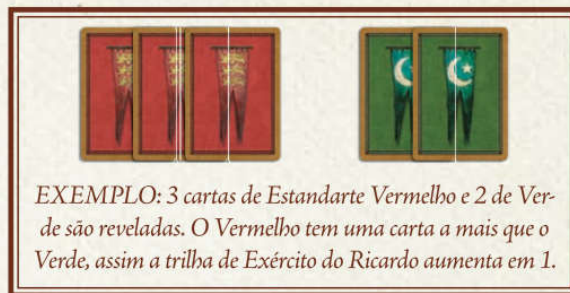 EXEMPLO: 3 cartas de Estandarte Vermelho e 2 de Ver-
de são reveladas. O Vermelho tem uma carta a mais que o
Verde, assim a trilha de Exército do Ricardo aumenta em 1.